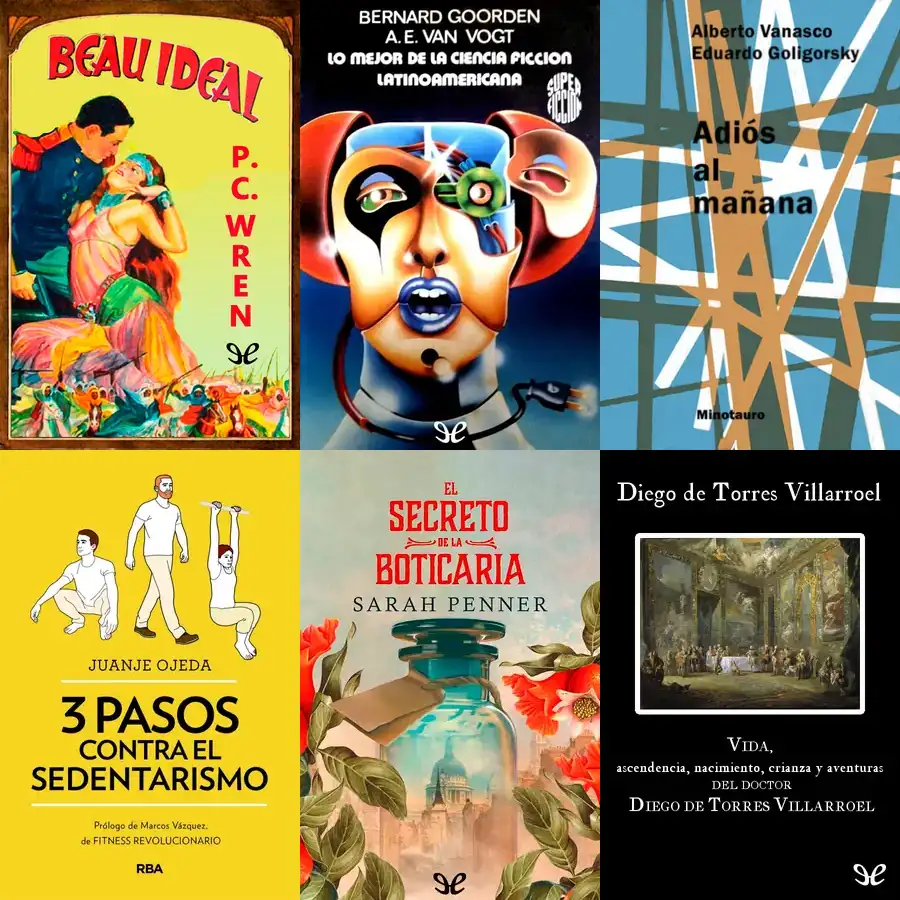 BEAU IDEAL
P.
C.
W
R
E
N
BERNARD GOORDEN
A.E. VAN VOGT
LO MEJOR DE LA CIENCIA FICCION
LATINOAMERICANA
SUPER
FICCION
Alberto Vanasco
Eduardo Goligorsky
Adiós
al
mañana
Minotauro
JUANJE OJEDA
3 PASOS
CONTRA EL
SEDENTARISMO
Prólogo de Marcos Vázquez,
de FITNESS REVOLUCIONARIO
RBA
EL
SECRETO
DE LA
BOTICARIA
SARAH PENNER
Diego de Torres Villarroel
VIDA,
ascendencia, nacimiento, crianza y aventuras
DEL DOCTOR
DIEGO DE TORRES VILLARROEL